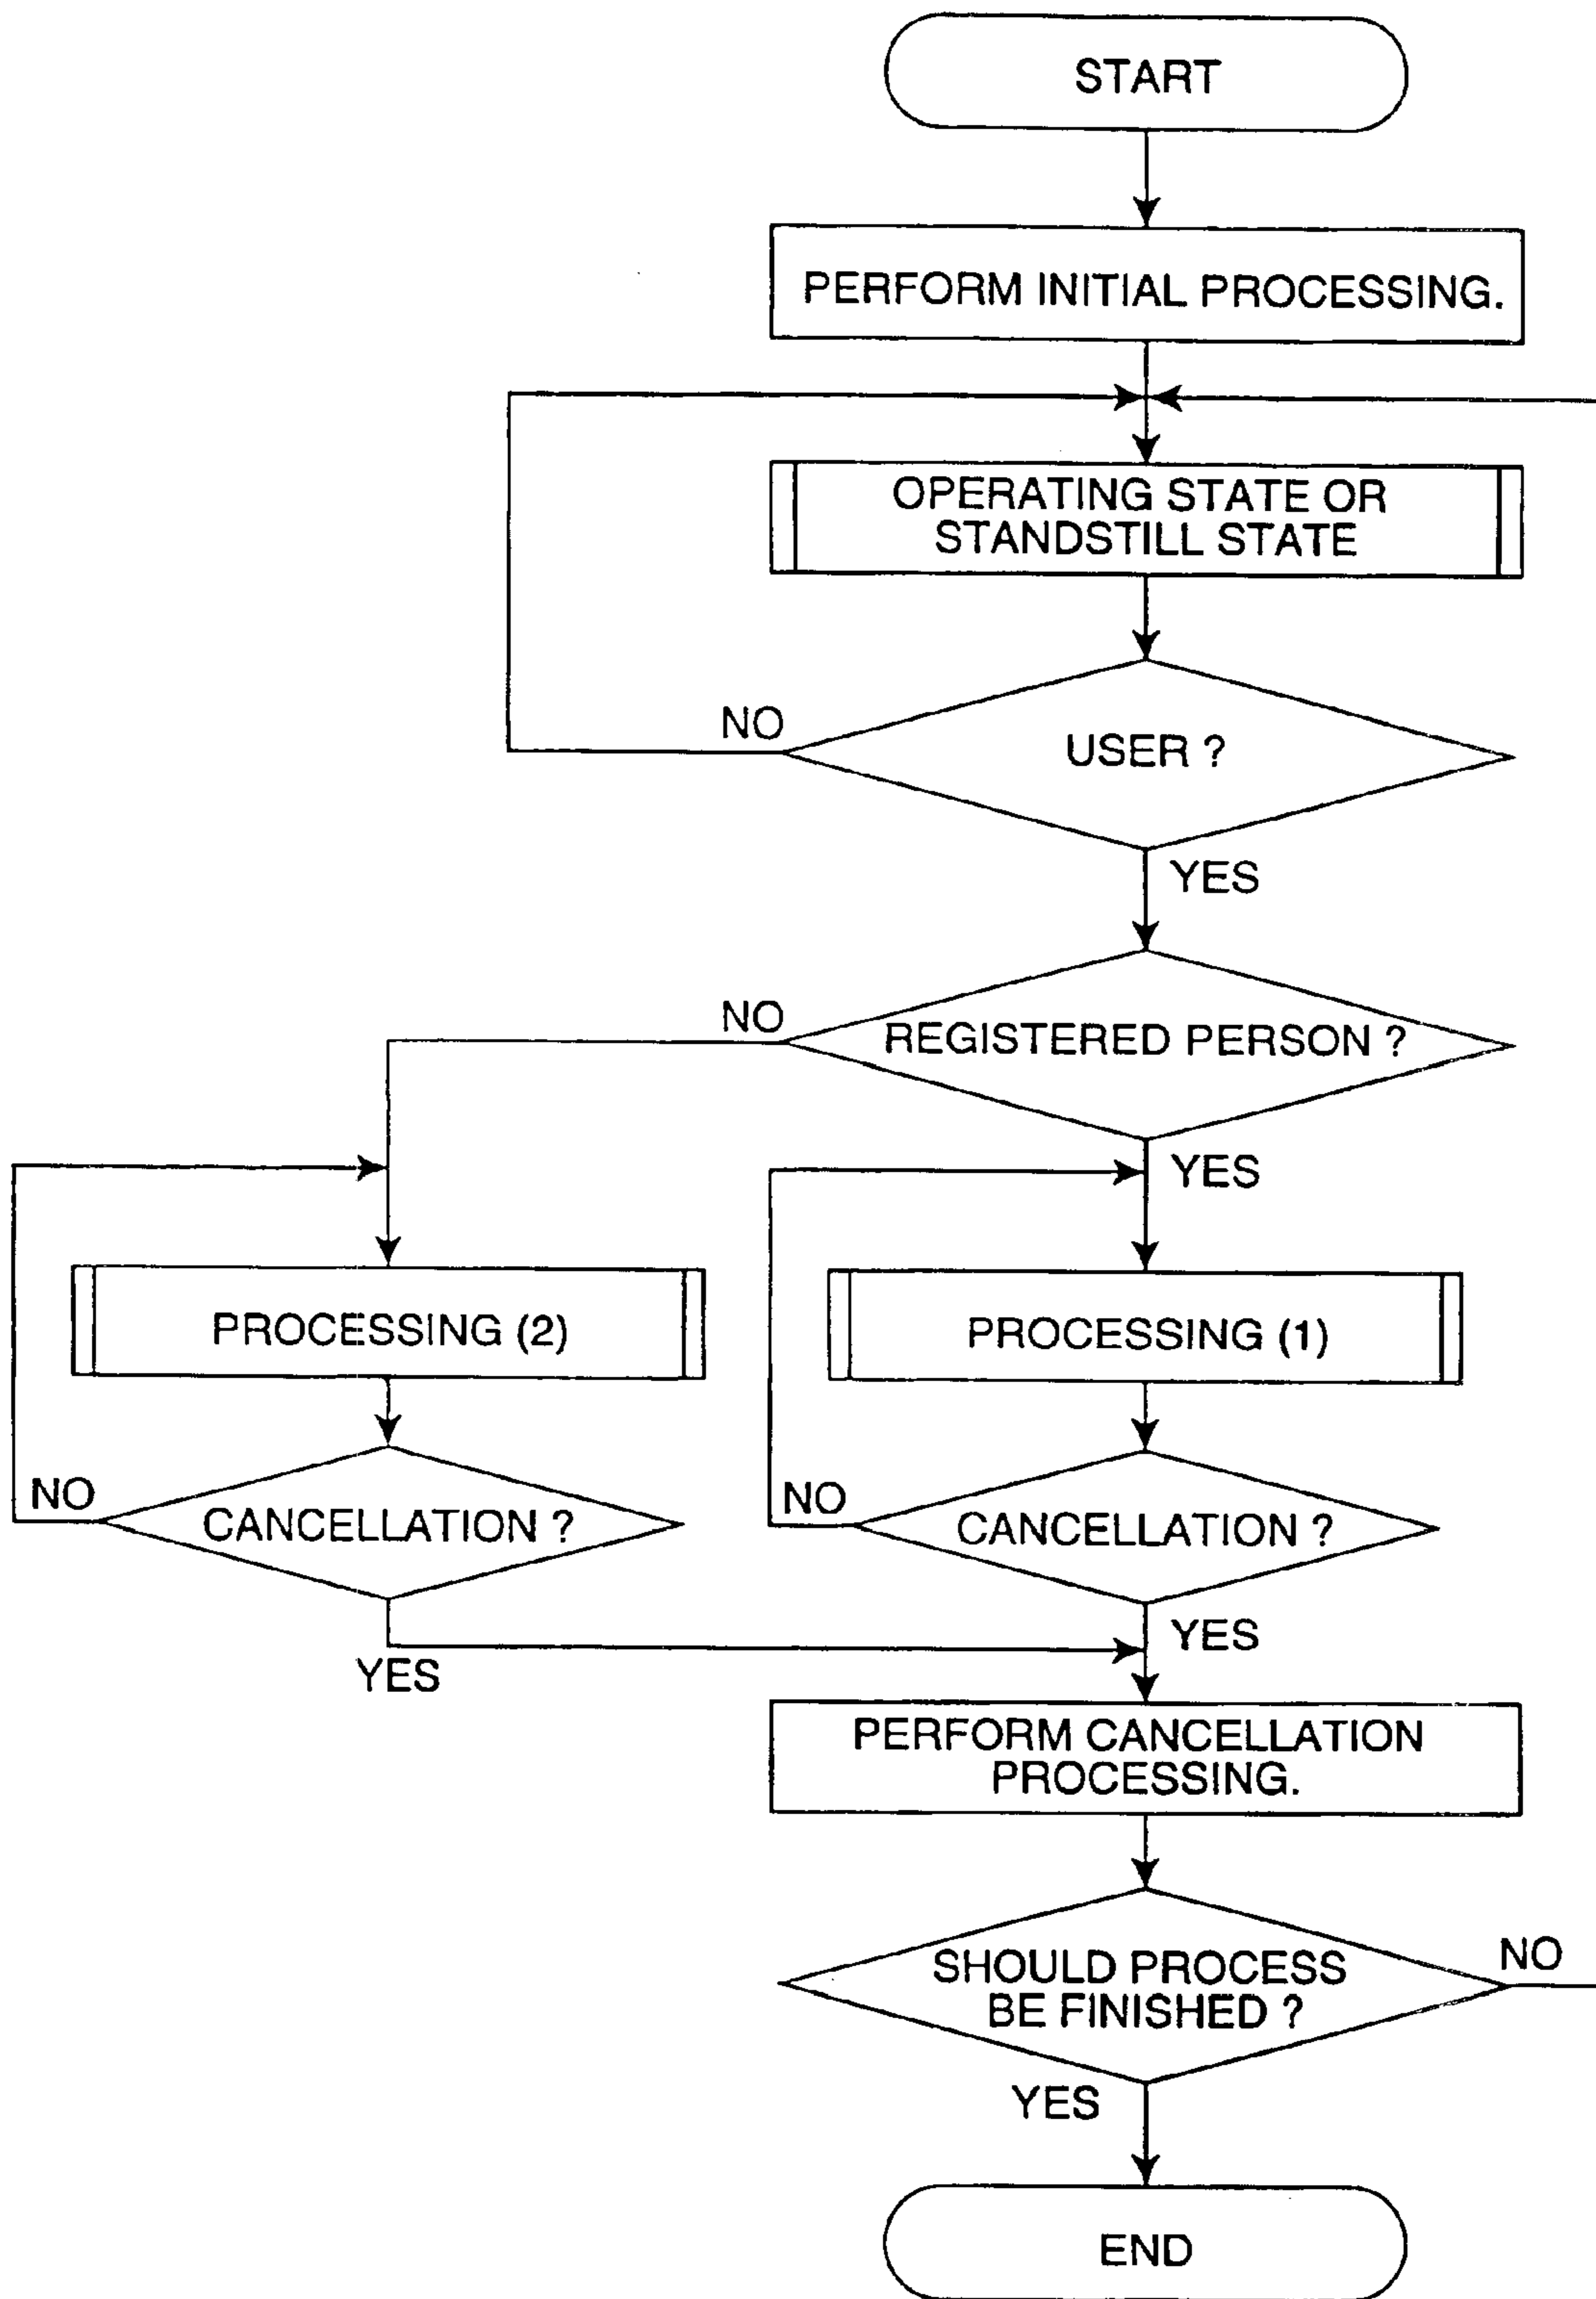 START
PERFORM INITIAL PROCESSING.
OPERATING STATE OR
STANDSTILL STATE
NO
USER ?
YES
NO
REGISTERED PERSON ?
YES
PROCESSING (2)
PROCESSING (1)
NO
CANCELLATION ?
NO
CANCELLATION ?
YES
YES
PERFORM CANCELLATION
PROCESSING.
NO
SHOULD PROCESS
BE FINISHED ?
YES
END